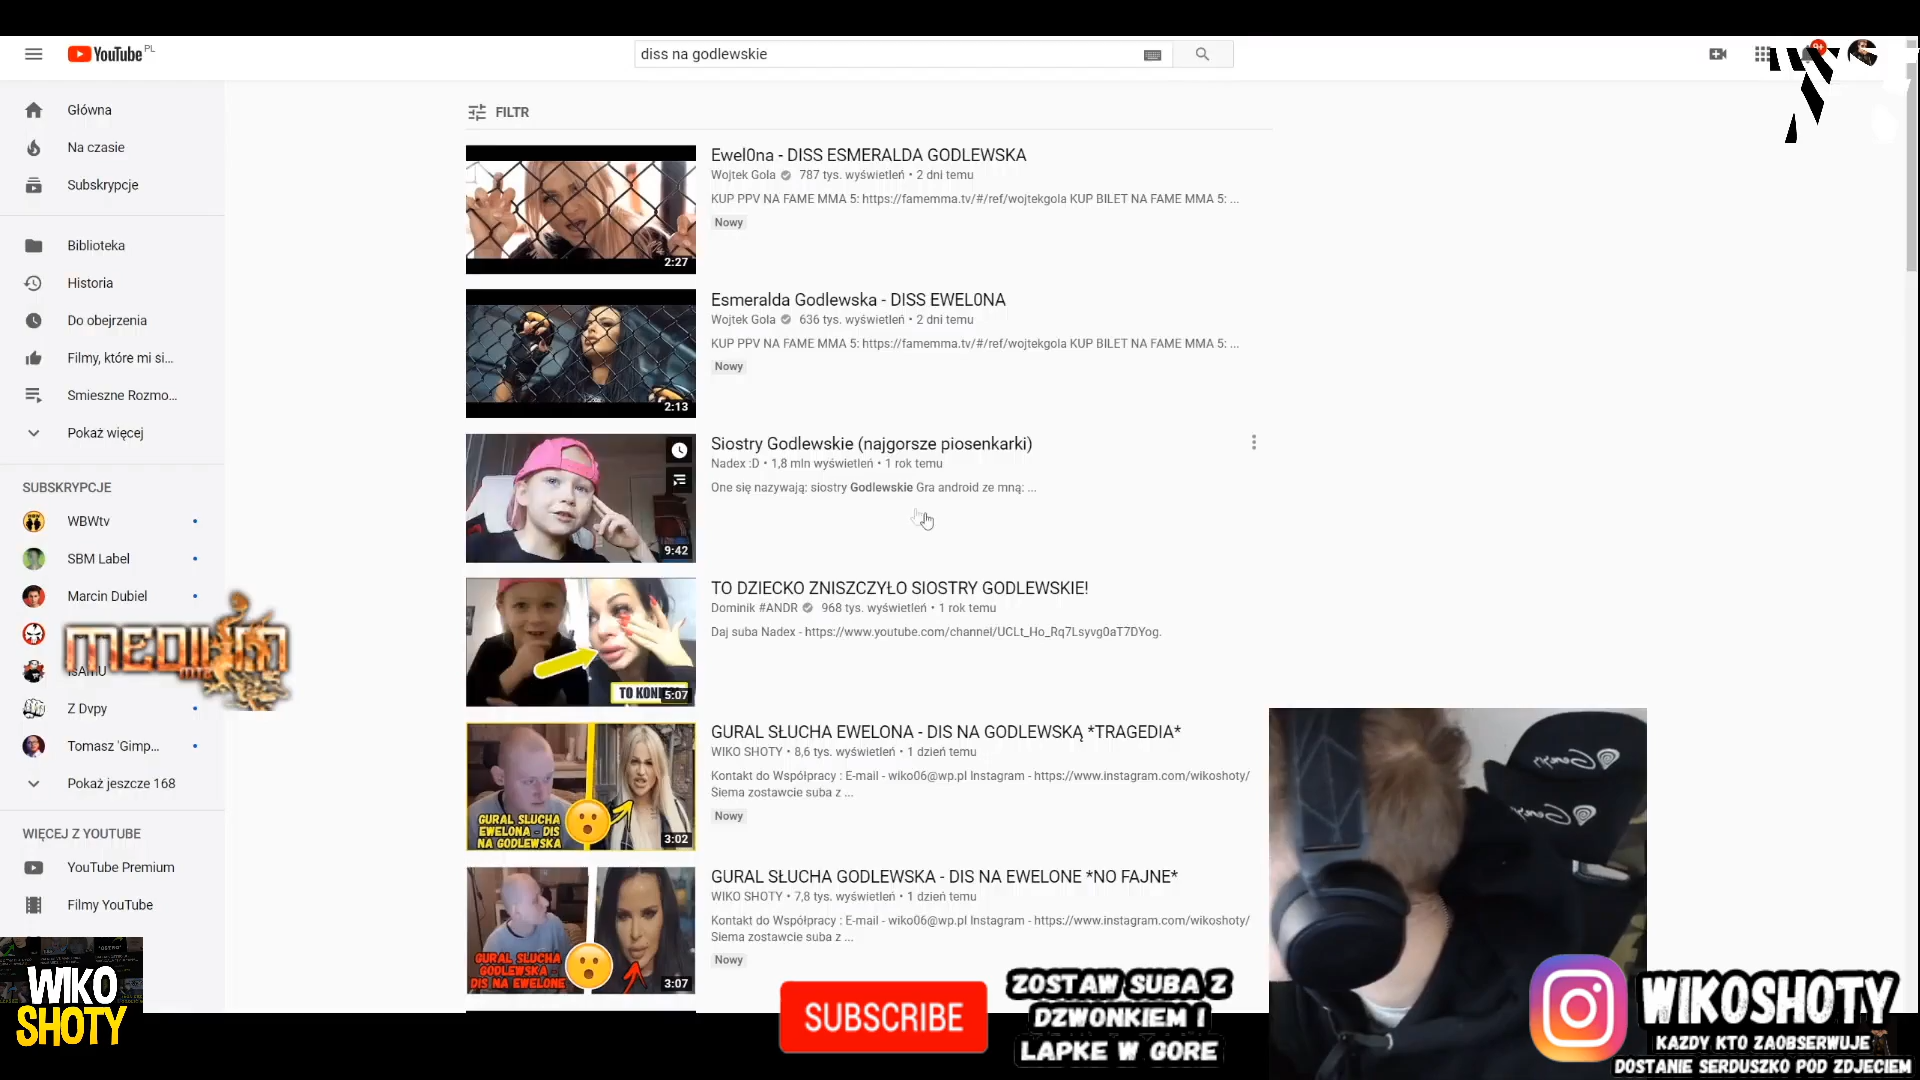 YouTube PL
diss na godlewskie
9+
Główna
Na czasie
Subskrypcje
Biblioteka
Historia
Do obejrzenia
Filmy, które mi si...
Smieszne Rozmo...
Pokaż więcej
SUBSKRYPCJE
WBWtv
SBM Label
Marcin Dubiel
MEDIUM
IsAmU
Z Dvpy
Tomasz 'Gimp...
Pokaż jeszcze 168
WIĘCEJ Z YOUTUBE
YouTube Premium
Filmy YouTube
WIKO
SHOTY
FILTR
2:27
Ewel0na - DISS ESMERALDA GODLEWSKA
Wojtek Gola 787 tys. wyświetleń • 2 dni temu
KUP PPV NA FAME MMA 5: https://famemma.tv/#/ref/wojtekgola KUP BILET NA FAME MMA 5: ...
Nowy
2:13
Esmeralda Godlewska - DISS EWEL0NA
Wojtek Gola 636 tys. wyświetleń • 2 dni temu
KUP PPV NA FAME MMA 5: https://famemma.tv/#/ref/wojtekgola KUP BILET NA FAME MMA 5: ...
Nowy
9:42
Siostry Godlewskie (najgorsze piosenkarki)
Nadex :D • 1,8 mln wyświetleń • 1 rok temu
One się nazywają: siostry Godlewskie Gra android ze mną: ...
5:07
TO DZIECKO ZNISZCZYŁO SIOSTRY GODLEWSKIE!
Dominik #ANDR 968 tys. wyświetleń • 1 rok temu
Daj suba Nadex - https://www.youtube.com/channel/UCLt_Ho_Rq7Lsyvg0aT7DYog.
GURAL SLUCHA
EWELONA - DIS
NA GODLEWSKA
3:02
GURAL SŁUCHA EWELONA - DIS NA GODLEWSKĄ *TRAGEDIA*
WIKO SHOTY • 8,6 tys. wyświetleń • 1 dzień temu
Kontakt do Współpracy : E-mail - wiko06@wp.pl Instagram - https://www.instagram.com/wikoshoty/
Siema zostawcie suba z ...
Nowy
GURAL SLUCHA
GODLEWSKA -
DIS NA EWELONE
3:07
GURAL SŁUCHA GODLEWSKA - DIS NA EWELONE *NO FAJNE*
WIKO SHOTY • 7,8 tys. wyświetleń • 1 dzień temu
Kontakt do Współpracy : E-mail - wiko06@wp.pl Instagram - https://www.instagram.com/wikoshoty/
Siema zostawcie suba z ...
Nowy
SUBSCRIBE
ZOSTAW SUBA Z
DZWONKIEM I
LAPKE W GORE
WIKOSHOTY
KAZDY KTO ZAOBSERWUJE
DOSTANIE SERDUSZKO POD ZDJECIEM